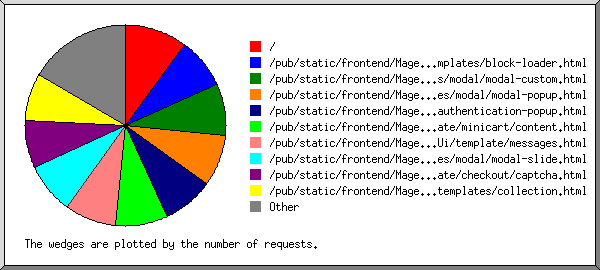 /
/pub/static/frontend/Mage...mplates/block-loader.html
/pub/static/frontend/Mage...s/modal/modal-custom.html
/pub/static/frontend/Mage...es/modal/modal-popup.html
/pub/static/frontend/Mage...authentication-popup.html
/pub/static/frontend/Mage...ate/minicart/content.html
/pub/static/frontend/Mage...Ui/template/messages.html
/pub/static/frontend/Mage...es/modal/modal-slide.html
/pub/static/frontend/Mage...ate/checkout/captcha.html
/pub/static/frontend/Mage...templates/collection.html
Other
The wedges are plotted by the number of requests.